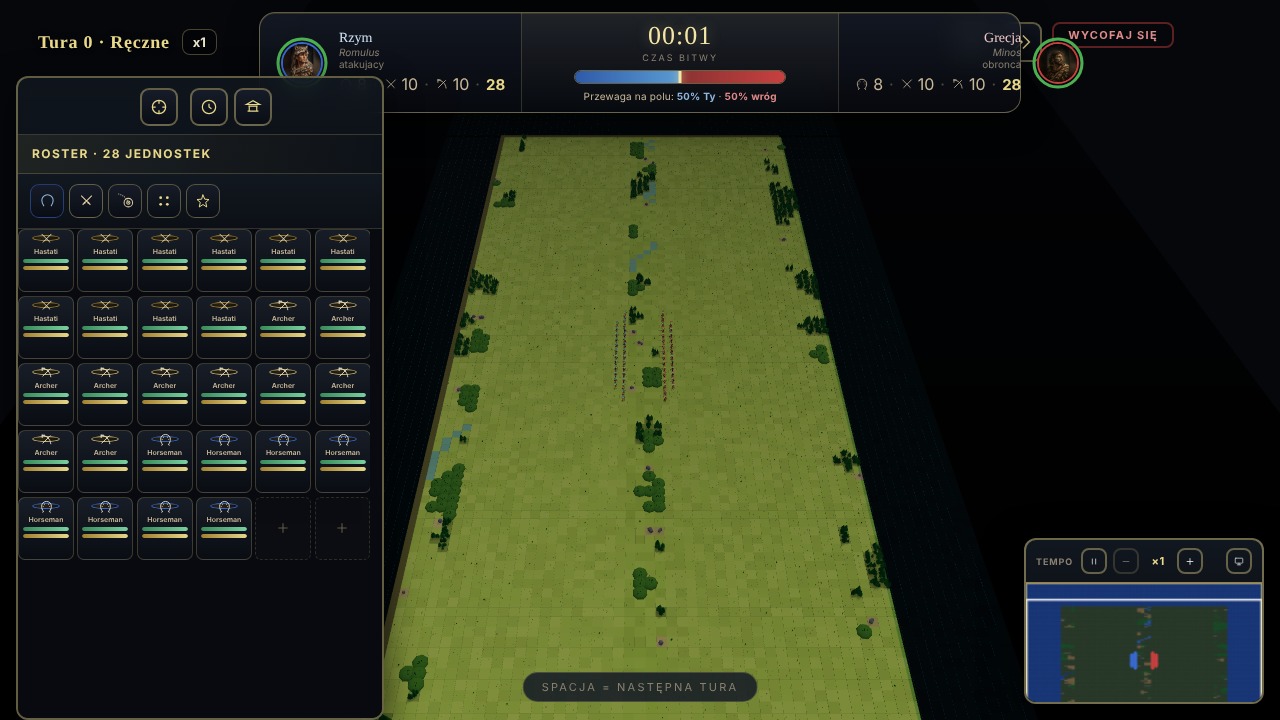 Tura 0 · Ręczne x1
Rzym
Romulus
atakujący
10 · 10 · 28
00:01
CZAS BITWY
Przewaga na polu: 50% Ty · 50% wróg
Grecja
Minos
obrońca
8 · 10 · 10 · 28
WYCOFAJ SIĘ
ROSTER · 28 JEDNOSTEK
Hastati Hastati Hastati Hastati Hastati Hastati
Hastati Hastati Hastati Hastati Archer Archer
Archer Archer Archer Archer Archer Archer
Archer Archer Horseman Horseman Horseman Horseman
Horseman Horseman Horseman Horseman + +
SPACJA = NASTĘPNA TURA
TEMPO − ×1 +